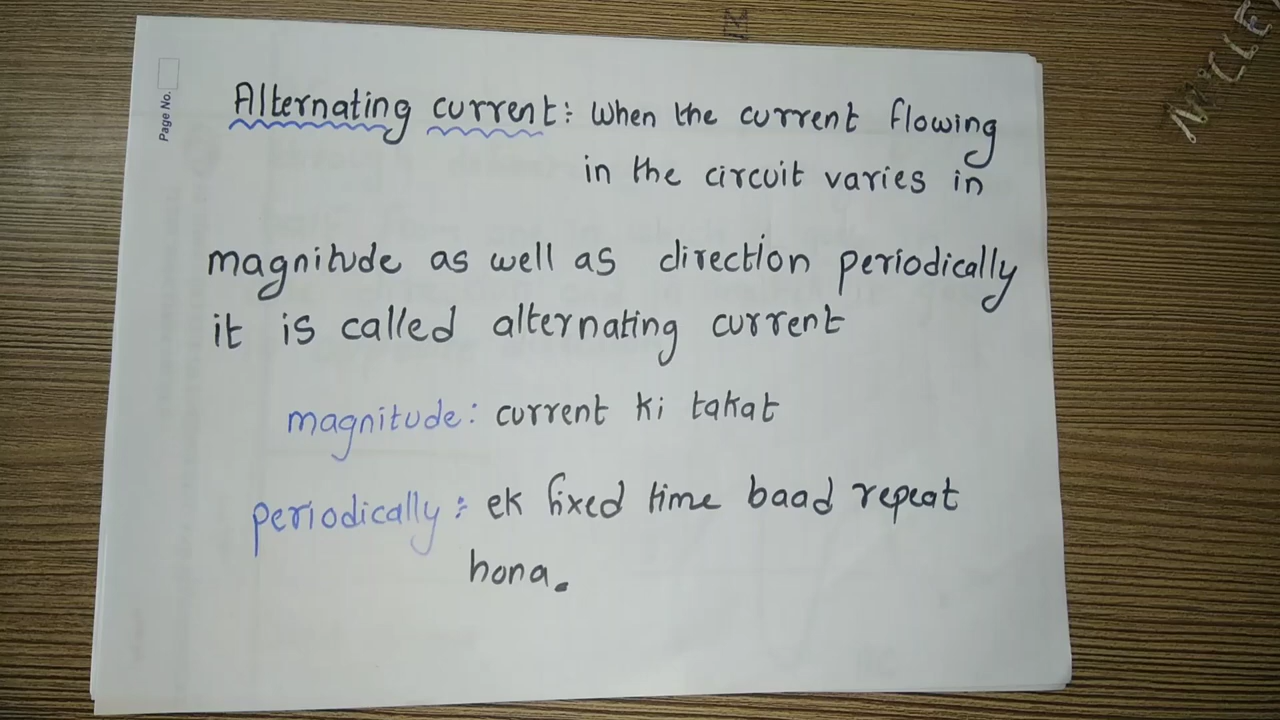 Page No.
Alternating current: When the current flowing
in the circuit varies in
magnitude as well as direction periodically
it is called alternating current
magnitude: current ki takat
periodically: ek fixed time baad repeat
hona.